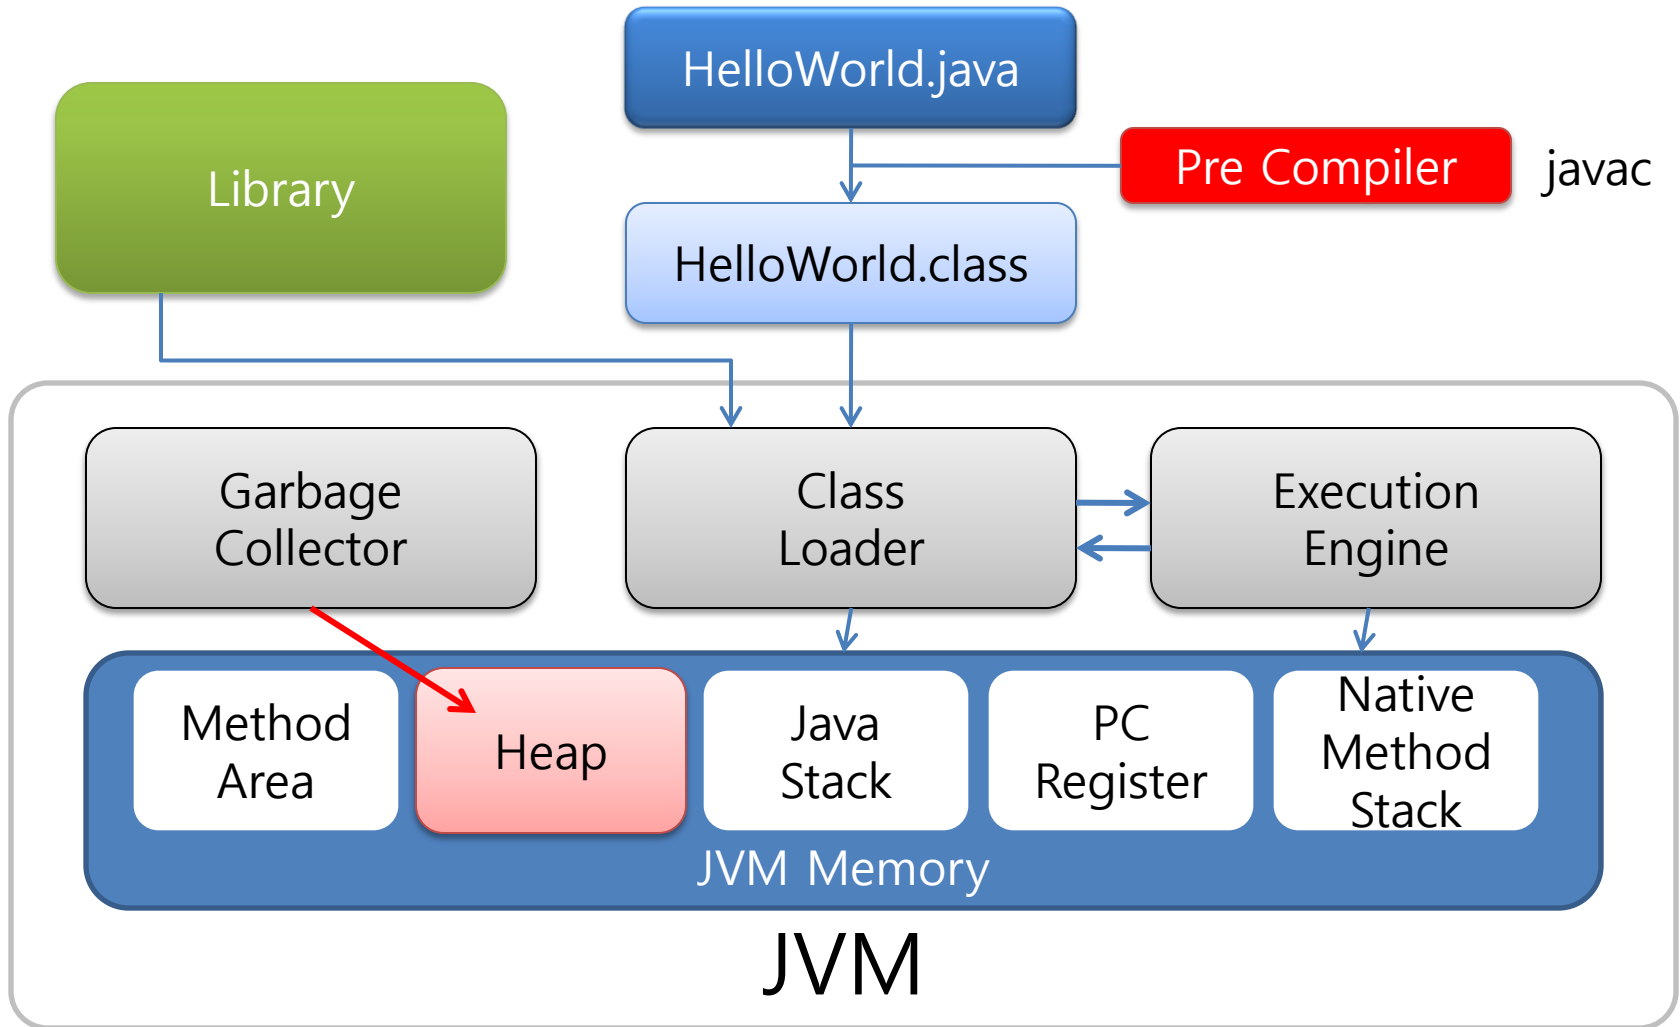 HelloWorld.java
Library
Pre Compiler
javac
HelloWorld.class
Garbage
Collector
Class
Loader
Execution
Engine
Method
Area
Heap
Java
Stack
PC
Register
Native
Method
Stack
JVM Memory
JVM